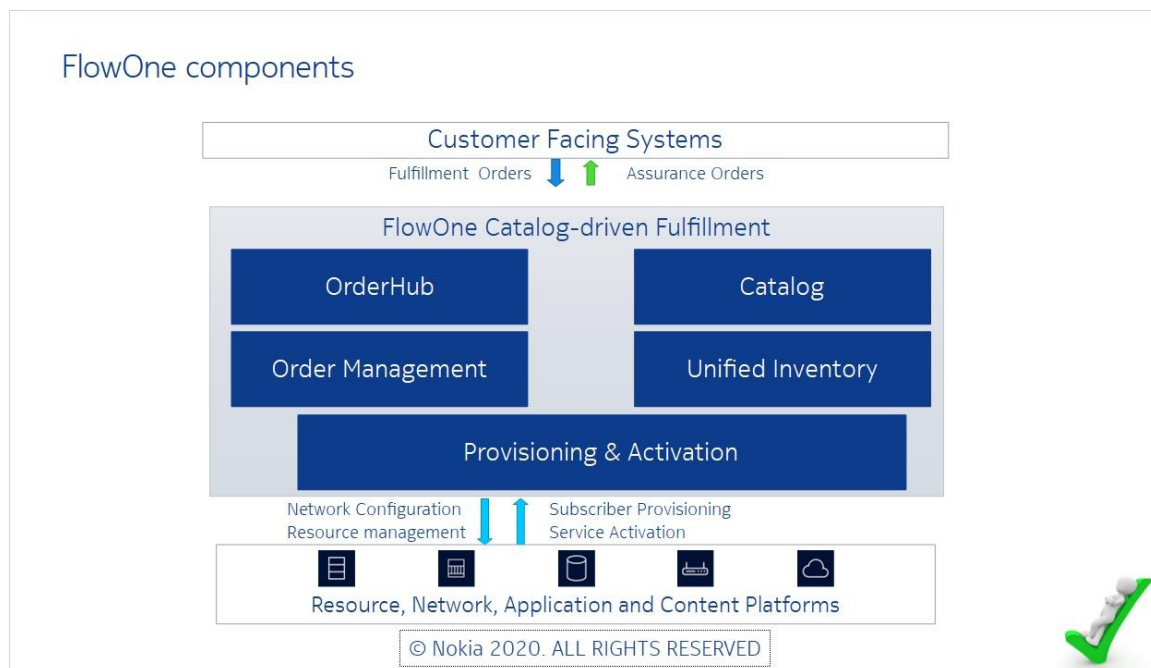 FlowOne components
Customer Facing Systems
Fulfillment Orders
Assurance Orders
FlowOne Catalog-driven Fulfillment
OrderHub
Catalog
Order Management
Unified Inventory
Provisioning & Activation
Network Configuration
Resource management
Subscriber Provisioning
Service Activation
Resource, Network, Application and Content Platforms
© Nokia 2020. ALL RIGHTS RESERVED